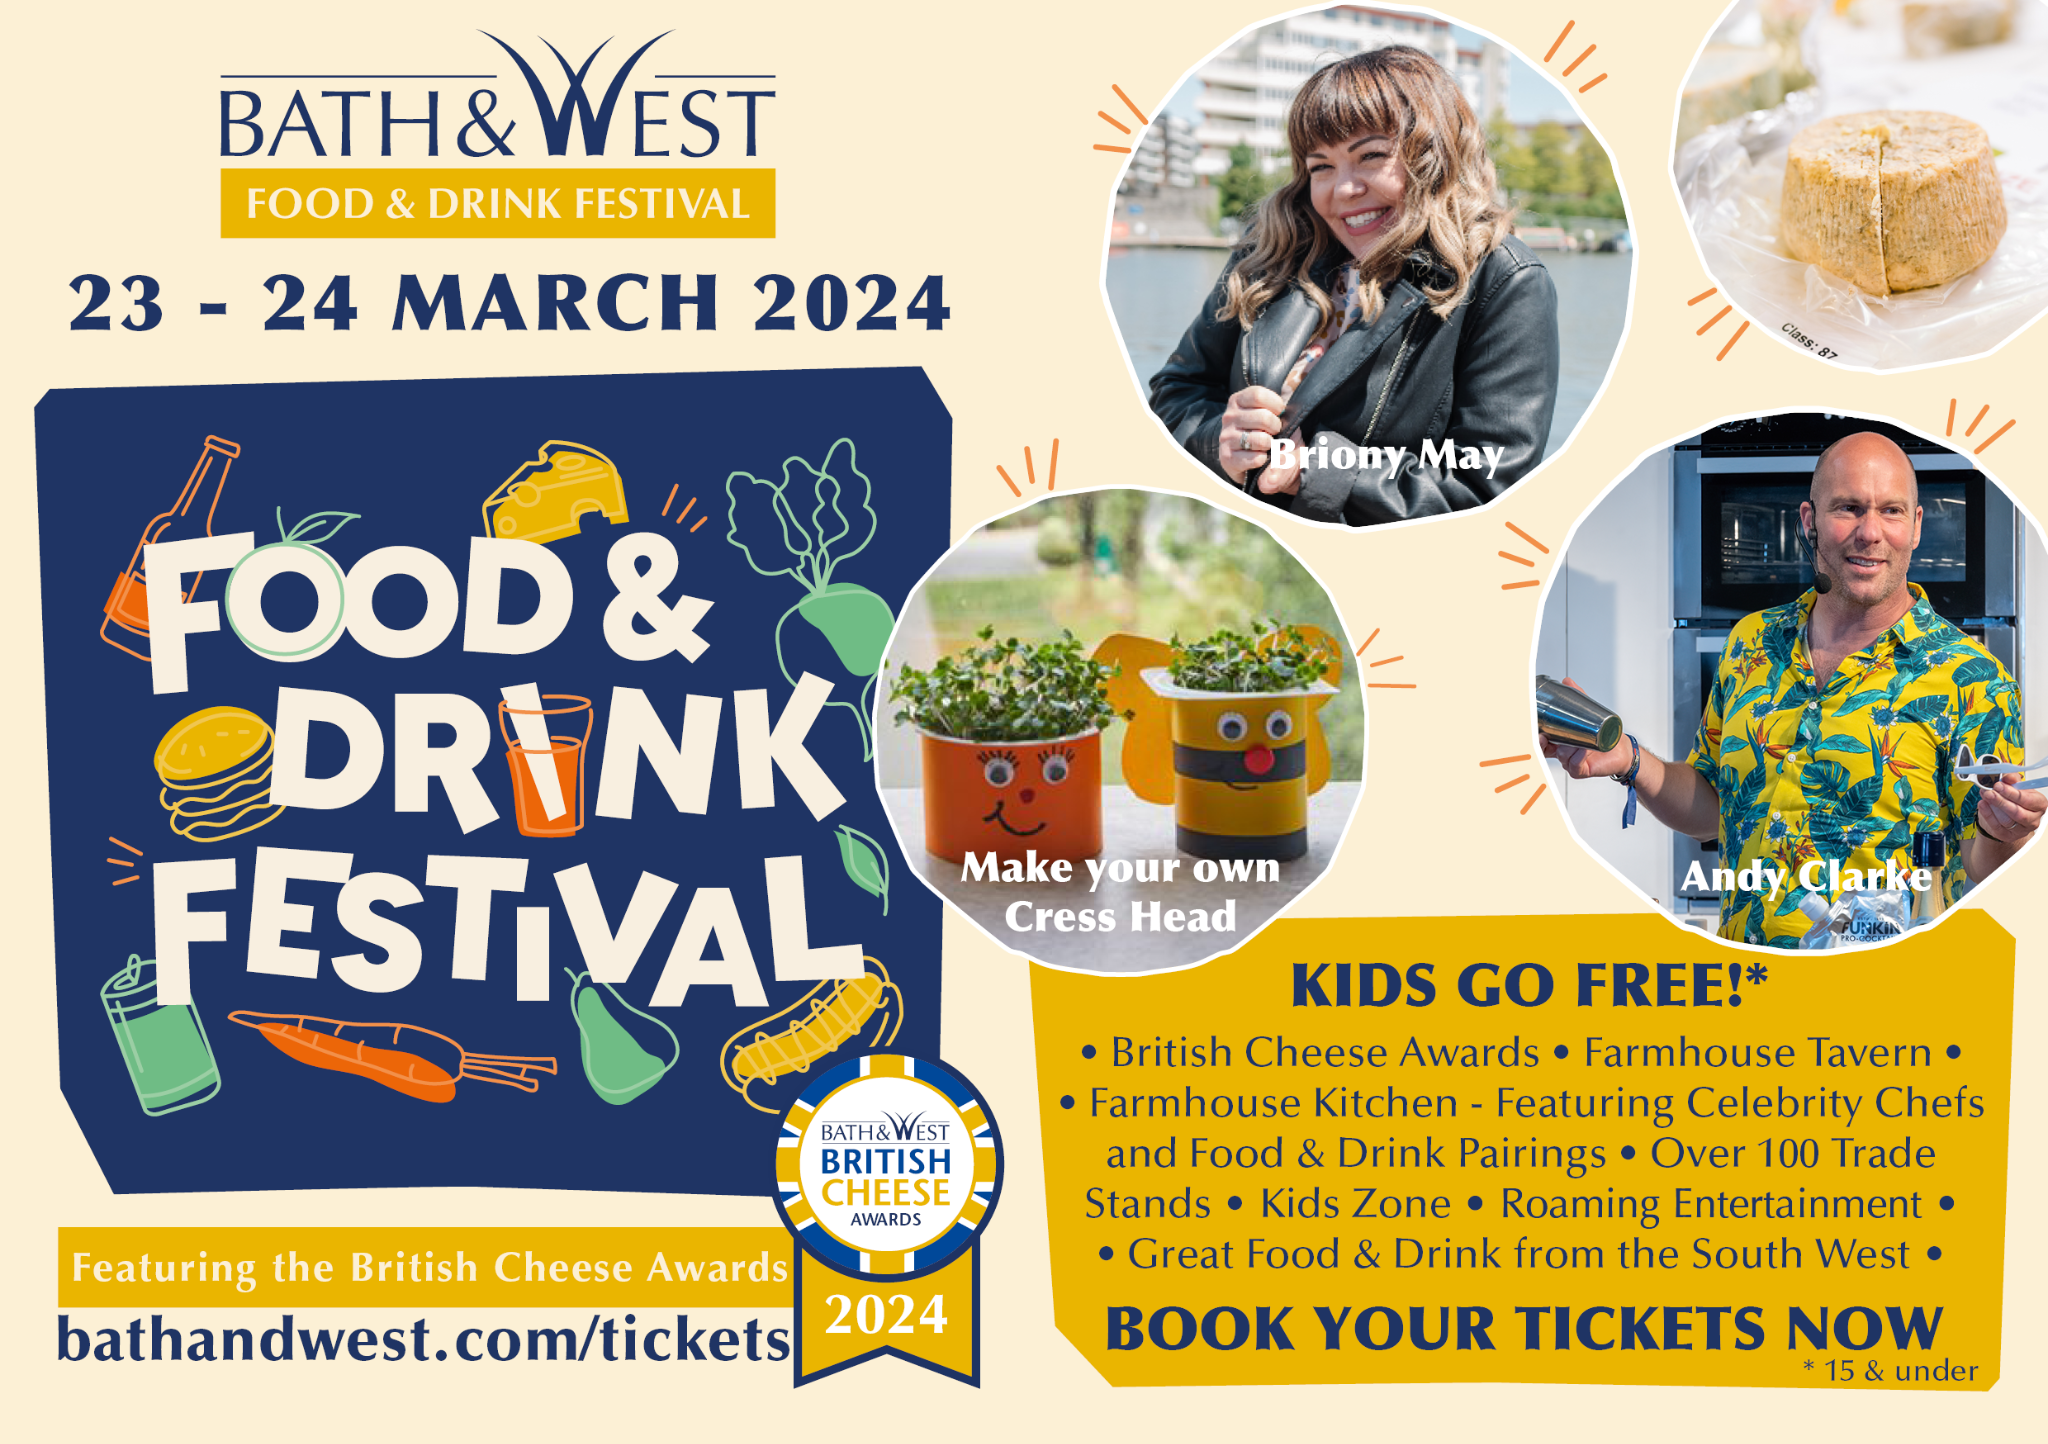 BATH & WEST
FOOD & DRINK FESTIVAL
23 - 24 MARCH 2024
FOOD &
DRINK
FESTIVAL
Featuring the British Cheese Awards
bathandwest.com/tickets
BATH & WEST
BRITISH
CHEESE
AWARDS
2024
Briony May
Class: 87
Make your own
Cress Head
Andy Clarke
FUNKIN
KIDS GO FREE!*
• British Cheese Awards • Farmhouse Tavern •
• Farmhouse Kitchen - Featuring Celebrity Chefs
and Food & Drink Pairings • Over 100 Trade
Stands • Kids Zone • Roaming Entertainment •
• Great Food & Drink from the South West •
BOOK YOUR TICKETS NOW
* 15 & under